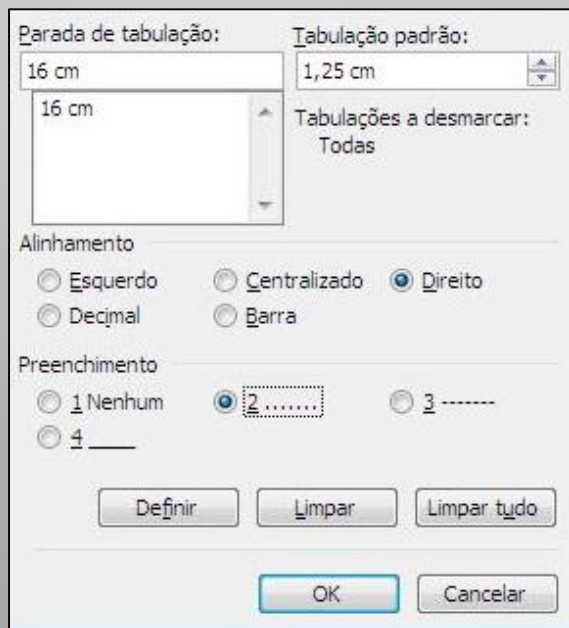 Parada de tabulação: Tabulação padrão:
16 cm 1,25 cm
16 cm
Tabulações a desmarcar:
Todas
Alinhamento
Esquerdo Centralizado Direito
Decimal Barra
Preenchimento
1 Nenhum 2 ....... 3 -------
4 ____
Definir Limpar Limpar tudo
OK Cancelar